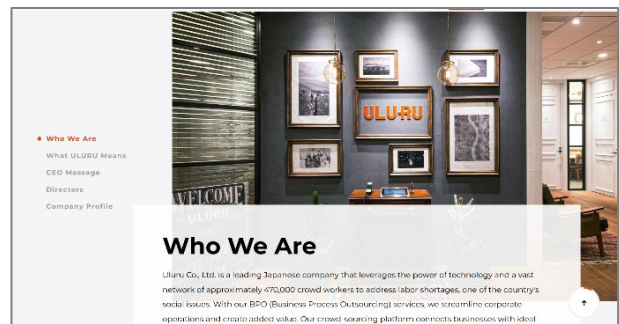 ULURU
Who We Are
What ULURU Means
CEO Message
Directors
Company Profile
WELCOME
ULURU
Who We Are
Uluru Co., Ltd. is a leading Japanese company that leverages the power of technology and a vast
network of approximately 470,000 crowd workers to address labor shortages, one of the country's
social issues. With our BPO (Business Process Outsourcing) services, we streamline corporate
operations and create added value. Our crowd-sourcing platform connects businesses with ideal